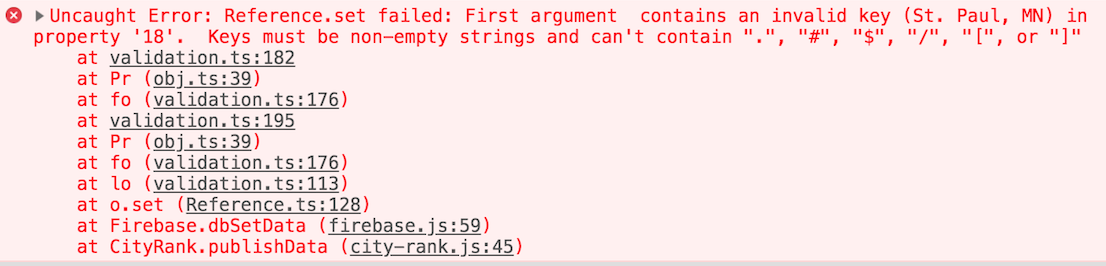 Uncaught Error: Reference.set failed: First argument  contains an invalid key (St. Paul, MN) in
property '18'.  Keys must be non-empty strings and can't contain ".", "#", "$", "/", "[", or "]"
at validation.ts:182
at Pr (obj.ts:39)
at fo (validation.ts:176)
at validation.ts:195
at Pr (obj.ts:39)
at fo (validation.ts:176)
at lo (validation.ts:113)
at o.set (Reference.ts:128)
at Firebase.dbSetData (firebase.js:59)
at CityRank.publishData (city-rank.js:45)